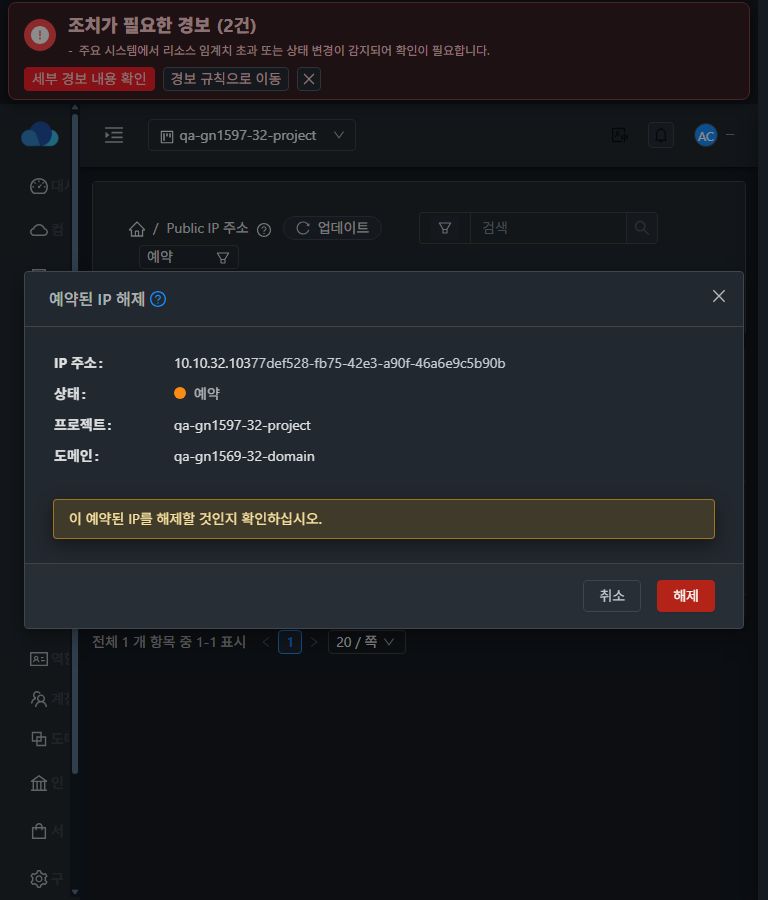 조치가 필요한 경보 (2건)
- 주요 시스템에서 리소스 임계치 초과 또는 상태 변경이 감지되어 확인이 필요합니다.
세부 경보 내용 확인 경보 규칙으로 이동
qa-gn1597-32-project
AC
/ Public IP 주소 업데이트 검색
예약
예약된 IP 해제
IP 주소: 10.10.32.10377def528-fb75-42e3-a90f-46a6e9c5b90b
상태: 예약
프로젝트: qa-gn1597-32-project
도메인: qa-gn1569-32-domain
이 예약된 IP를 해제할 것인지 확인하십시오.
취소 해제
전체 1 개 항목 중 1-1 표시 < 1 > 20 / 쪽
인
서
구